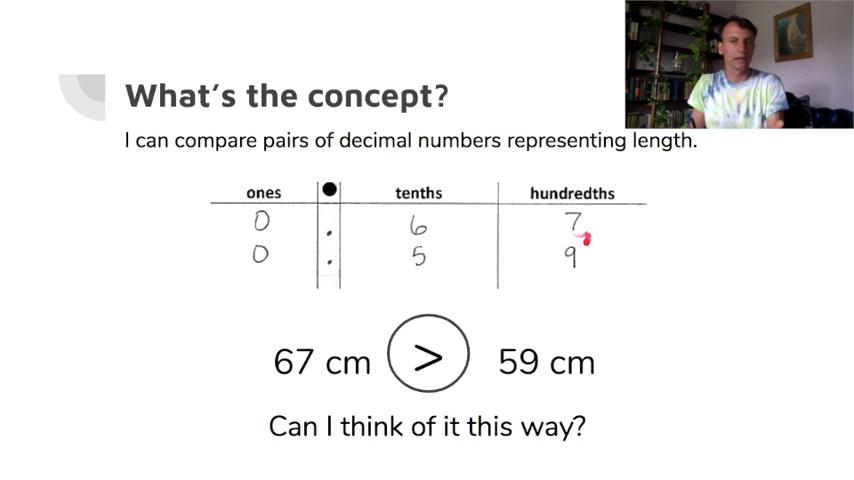 What's the concept?
I can compare pairs of decimal numbers representing length.
ones tenths hundredths
0 . 6 7
0 . 5 9
67 cm > 59 cm
Can I think of it this way?